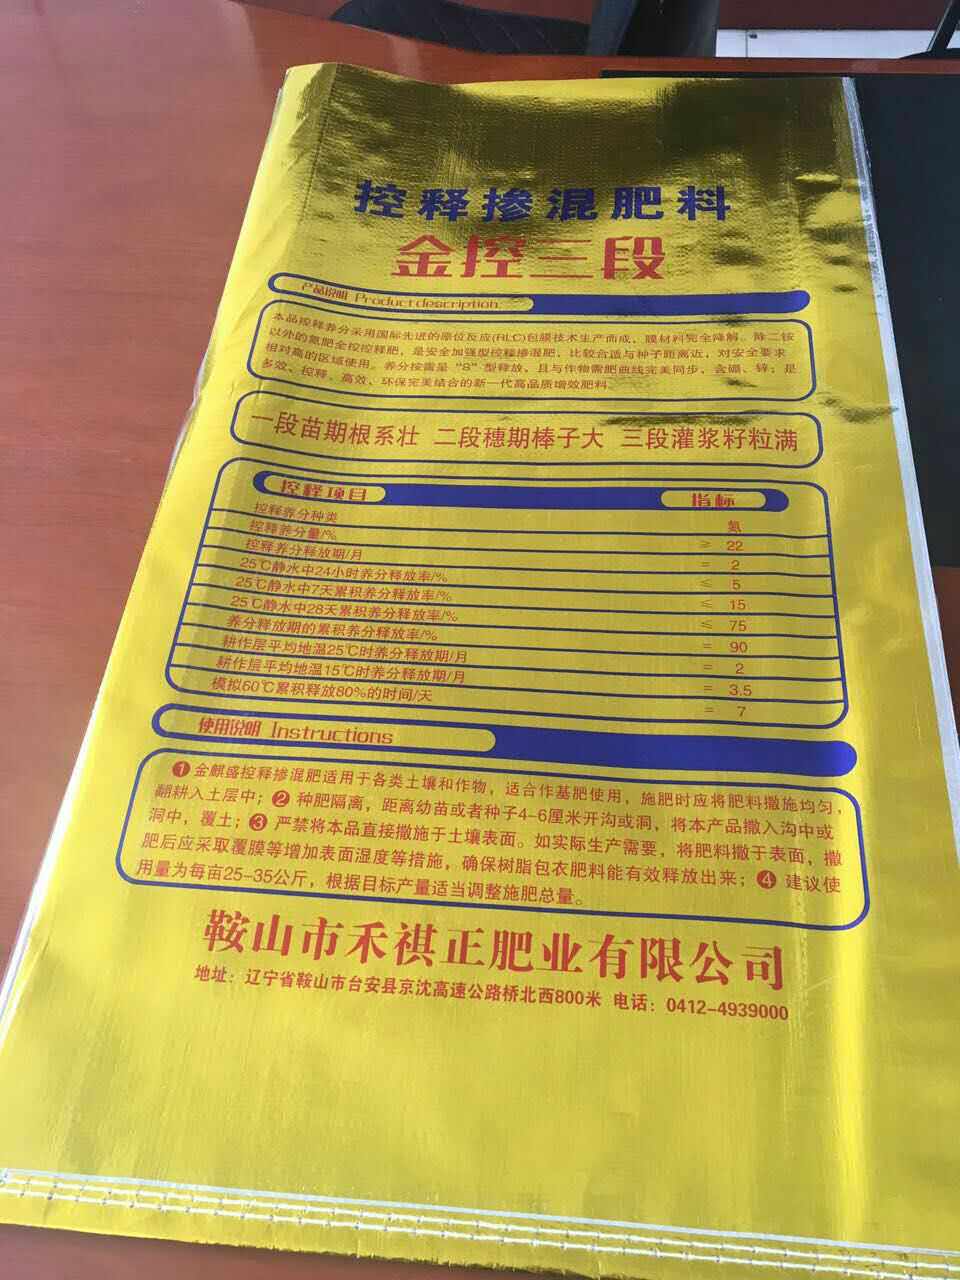 控释掺混肥料
金控三段
产品说明 Product description
本品控释养分采用国际先进的原位反应(RLC)包膜技术生产而成，膜材料完全降解。除二铵
以外的氮肥全控控释肥，是安全加强型控释掺混肥，比较合适与种子距离近，对安全要求
相对高的区域使用。养分按需是“S”型释放，且与作物需肥曲线完美同步，含硼、锌；是
多效、控释、高效、环保完美结合的新一代高品质增效肥料。
一段苗期根系壮 二段穗期棒子大 三段灌浆籽粒满
控释项目 指标
控释养分种类 氮
控释养分量/% ≥ 22
控释养分释放期/月 = 2
25℃静水中24小时养分释放率/% ≤ 5
25℃静水中7天累积养分释放率/% ≤ 15
25℃静水中28天累积养分释放率/% ≤ 75
养分释放期的累积养分释放率/% = 90
耕作层平均地温25℃时养分释放期/月 = 2
耕作层平均地温15℃时养分释放期/月 = 3.5
模拟60℃累积释放80%的时间/天 = 7
使用说明 Instructions
❶ 金麒盛控释掺混肥适用于各类土壤和作物，适合作基肥使用，施肥时应将肥料撒施均匀，
翻耕入土层中；❷ 种肥隔离，距离幼苗或者种子4-6厘米开沟或洞，将本产品撒入沟中或
洞中，覆土；❸ 严禁将本品直接撒施于土壤表面。如实际生产需要，将肥料撒于表面，撒
肥后应采取覆膜等增加表面湿度等措施，确保树脂包衣肥料能有效释放出来；❹ 建议使
用量为每亩25-35公斤，根据目标产量适当调整施肥总量。
鞍山市禾祺正肥业有限公司
地址：辽宁省鞍山市台安县京沈高速公路桥北西800米 电话：0412-4939000